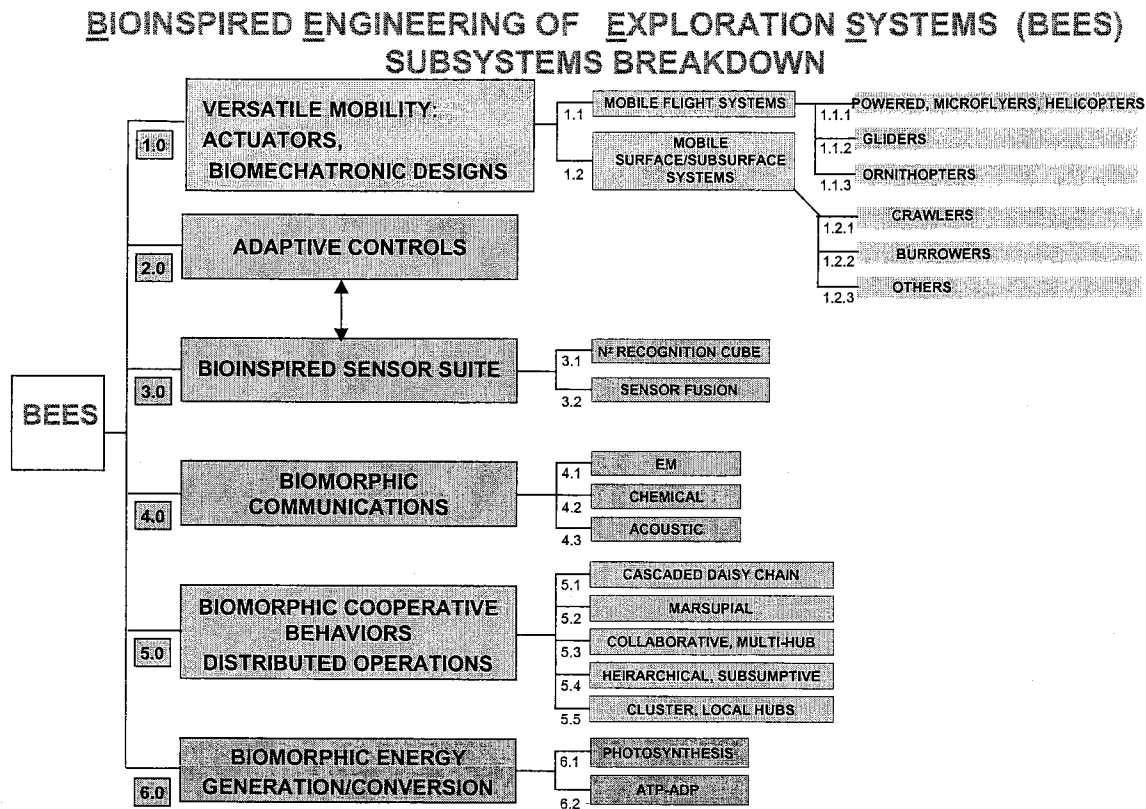 BIOINSPIRED ENGINEERING OF EXPLORATION SYSTEMS (BEES)
SUBSYSTEMS BREAKDOWN
BEES
1.0
VERSATILE MOBILITY:
ACTUATORS,
BIOMECHATRONIC DESIGNS
1.1
MOBILE FLIGHT SYSTEMS
1.1.1
POWERED, MICROFLYERS, HELICOPTERS
1.1.2
GLIDERS
1.1.3
ORNITHOPTERS
1.2
MOBILE
SURFACE/SUBSURFACE
SYSTEMS
1.2.1
CRAWLERS
1.2.2
BURROWERS
1.2.3
OTHERS
2.0
ADAPTIVE CONTROLS
3.0
BIOINSPIRED SENSOR SUITE
3.1
N² RECOGNITION CUBE
3.2
SENSOR FUSION
4.0
BIOMORPHIC
COMMUNICATIONS
4.1
EM
4.2
CHEMICAL
4.3
ACOUSTIC
5.0
BIOMORPHIC COOPERATIVE
BEHAVIORS
DISTRIBUTED OPERATIONS
5.1
CASCADED DAISY CHAIN
5.2
MARSUPIAL
5.3
COLLABORATIVE, MULTI-HUB
5.4
HEIRARCHICAL, SUBSUMPTIVE
5.5
CLUSTER, LOCAL HUBS
6.0
BIOMORPHIC ENERGY
GENERATION/CONVERSION
6.1
PHOTOSYNTHESIS
6.2
ATP-ADP